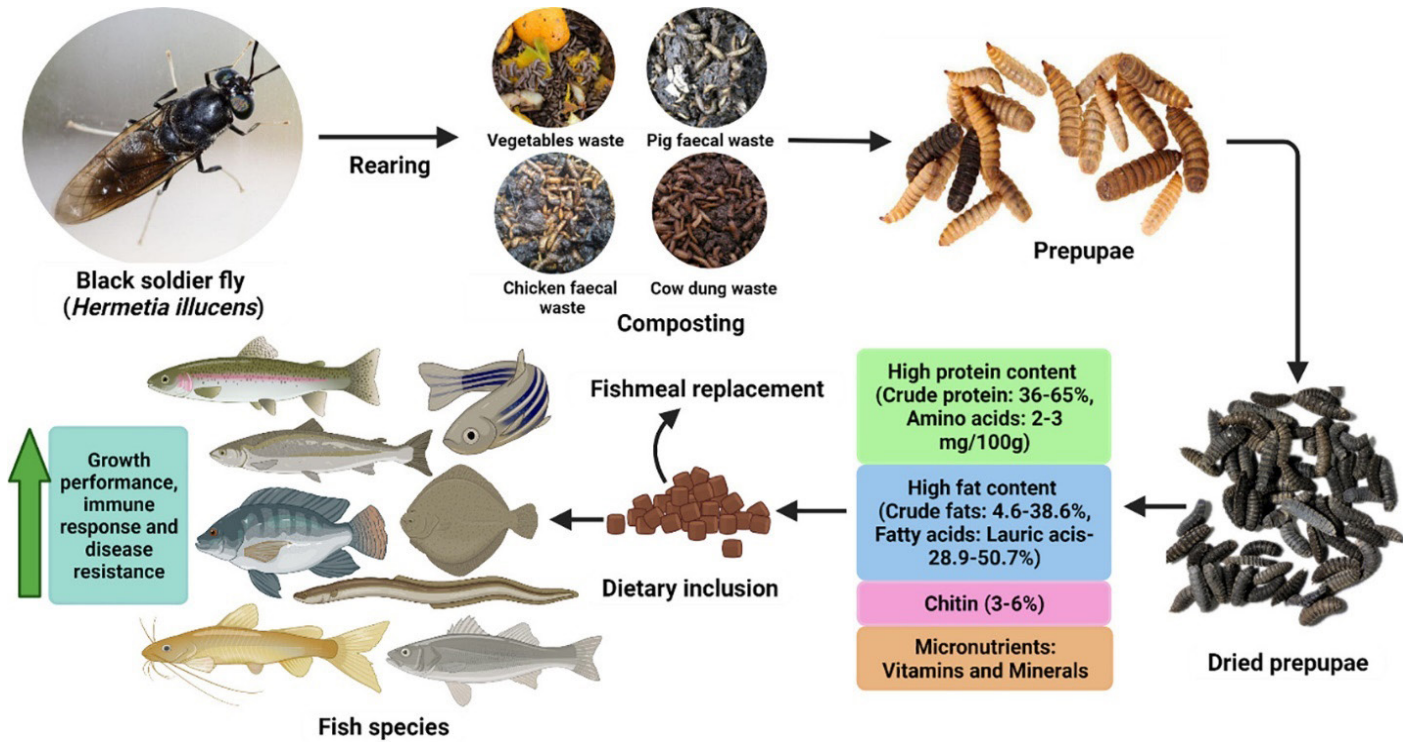 Rearing
Vegetables waste
Pig faecal waste
Chicken faecal
waste
Cow dung waste
Composting
Prepupae
Black soldier fly
(Hermetia illucens)
Growth
performance,
immune
response and
disease
resistance
Fish species
Fishmeal replacement
Dietary inclusion
High protein content
(Crude protein: 36-65%,
Amino acids: 2-3
mg/100g)
High fat content
(Crude fats: 4.6-38.6%,
Fatty acids: Lauric acis-
28.9-50.7%)
Chitin (3-6%)
Micronutrients:
Vitamins and Minerals
Dried prepupae